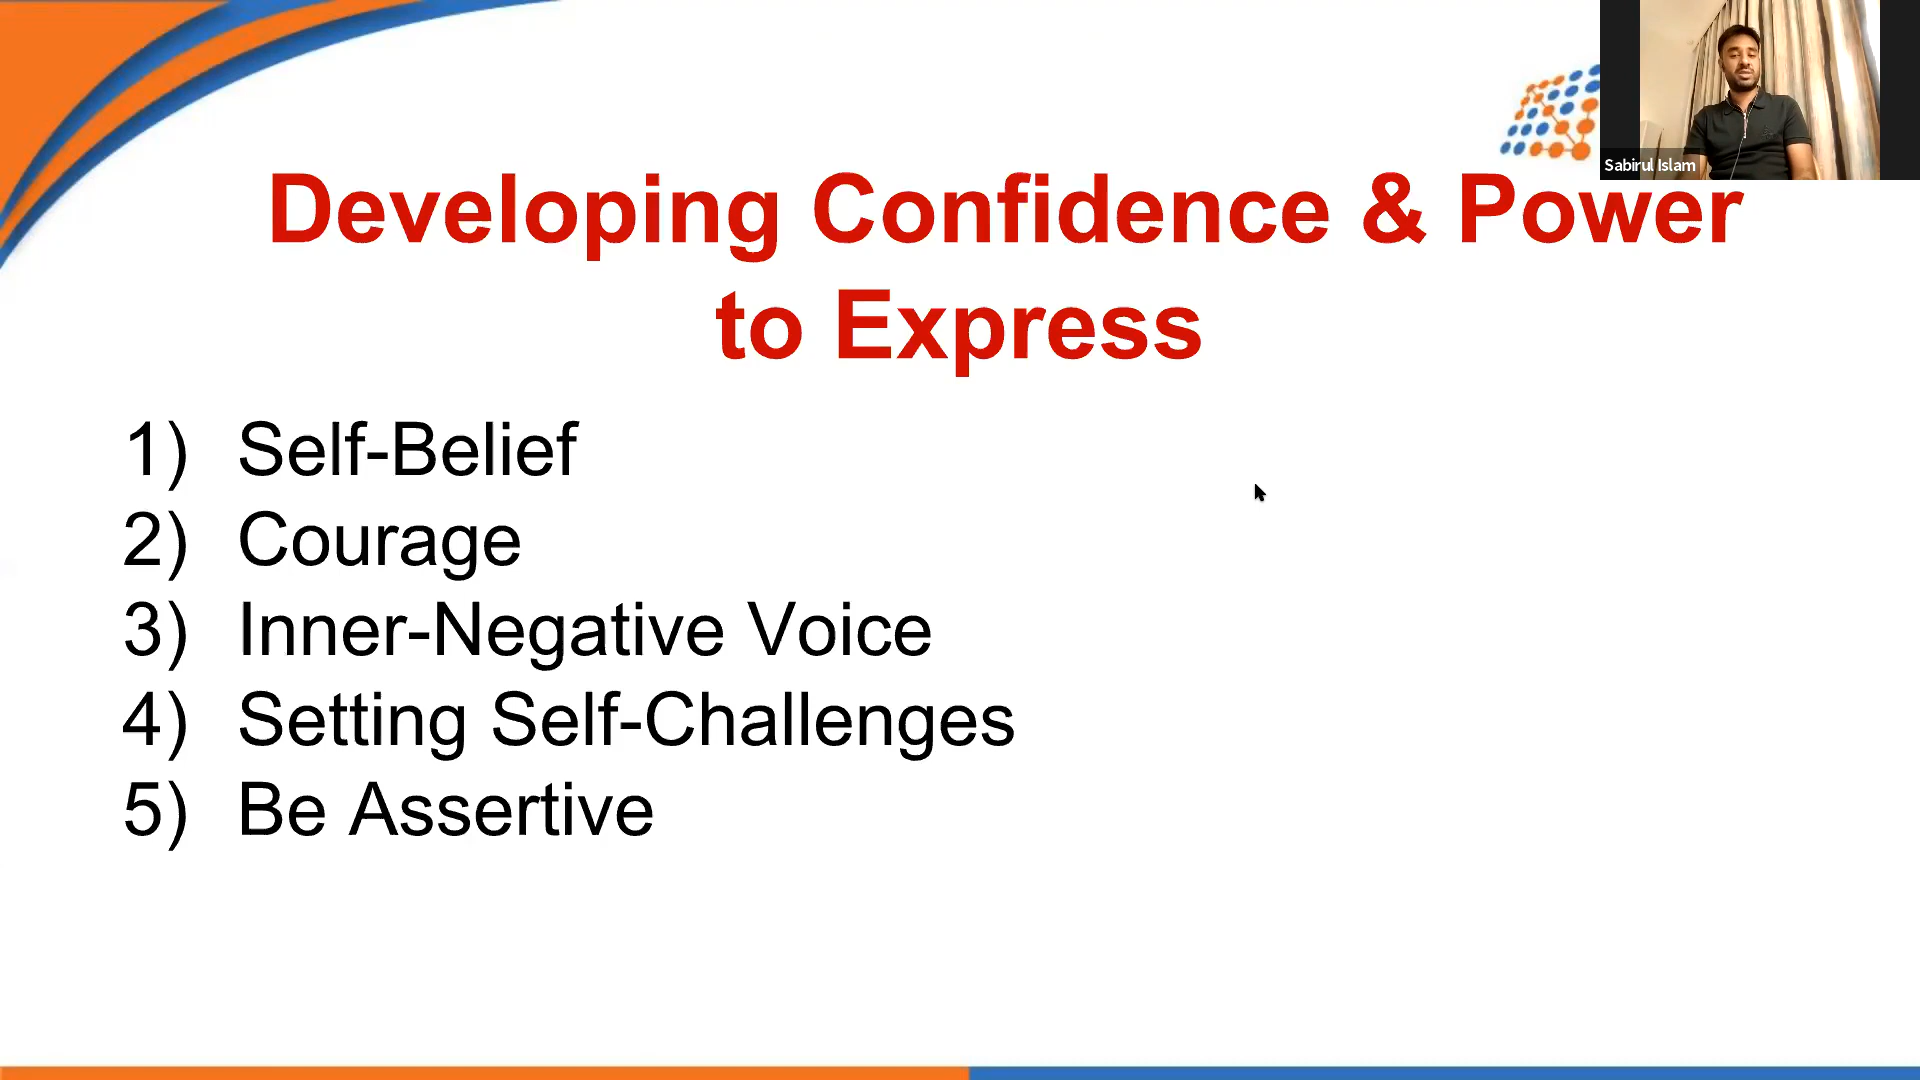 Sabirul Islam
Developing Confidence & Power
to Express
1) Self-Belief
2) Courage
3) Inner-Negative Voice
4) Setting Self-Challenges
5) Be Assertive